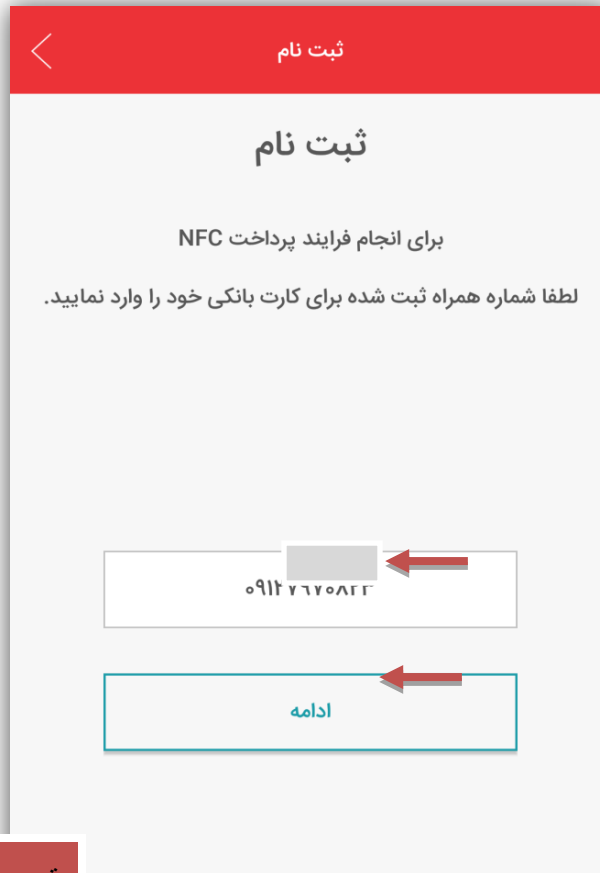 ثبت نام
ثبت نام
برای انجام فرایند پرداخت NFC
لطفا شماره همراه ثبت شده برای کارت بانکی خود را وارد نمایید.
ادامه